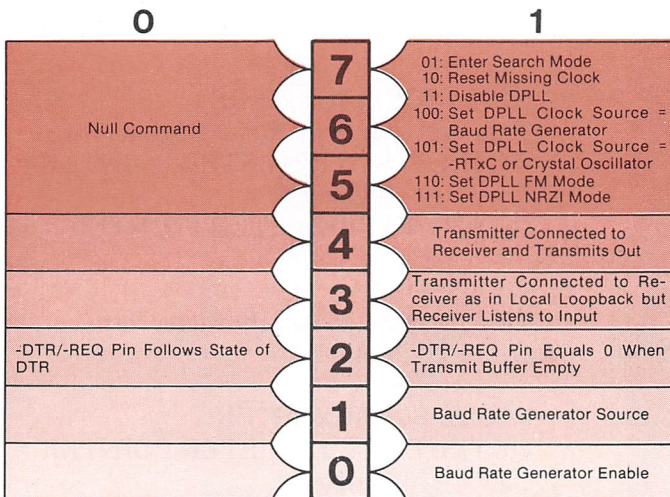 0
1
7
6
5
4
3
2
1
0
Null Command
01: Enter Search Mode
10: Reset Missing Clock
11: Disable DPLL
100: Set DPLL Clock Source =
Baud Rate Generator
101: Set DPLL Clock Source =
-RTxC or Crystal Oscillator
110: Set DPLL FM Mode
111: Set DPLL NRZI Mode
Transmitter Connected to
Receiver and Transmits Out
Transmitter Connected to Re-
ceiver as in Local Loopback but
Receiver Listens to Input
-DTR/-REQ Pin Follows State of
DTR
-DTR/-REQ Pin Equals 0 When
Transmit Buffer Empty
Baud Rate Generator Source
Baud Rate Generator Enable